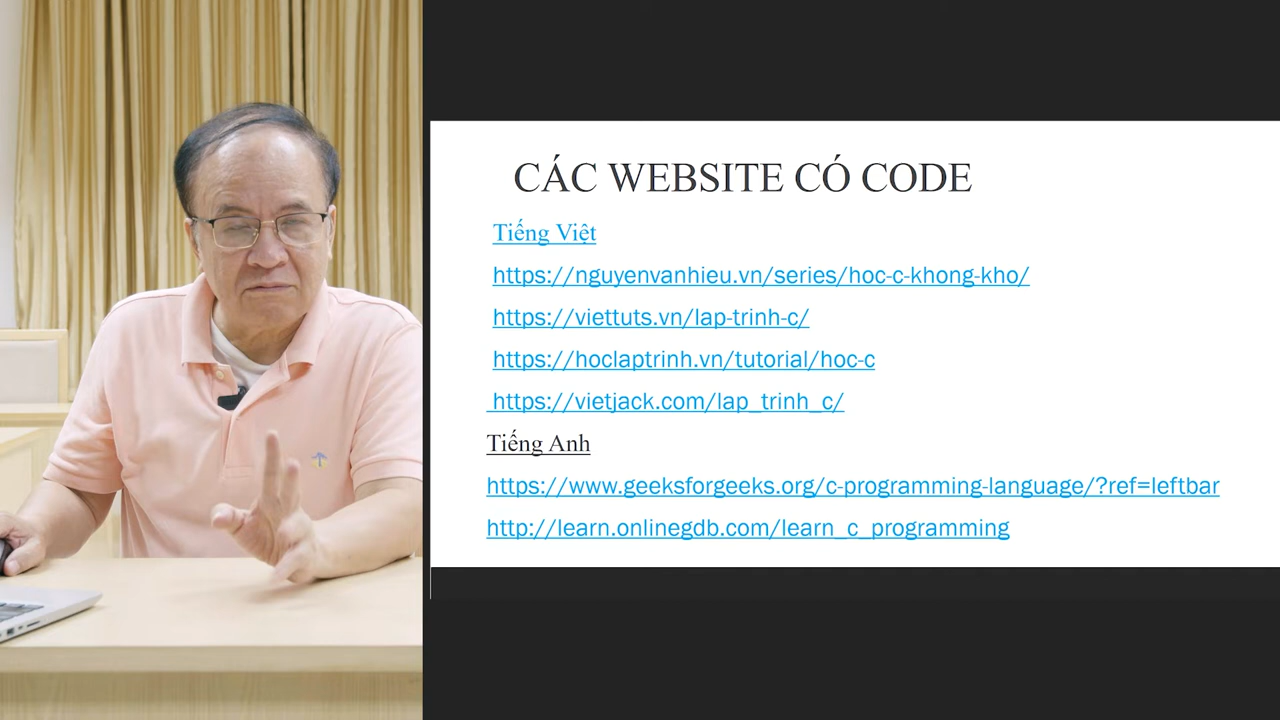 CÁC WEBSITE CÓ CODE
Tiếng Việt
https://nguyenvanhieu.vn/series/hoc-c-khong-kho/
https://viettuts.vn/lap-trinh-c/
https://hoclaptrinh.vn/tutorial/hoc-c
https://vietjack.com/lap_trinh_c/
Tiếng Anh
https://www.geeksforgeeks.org/c-programming-language/?ref=leftbar
http://learn.onlinegdb.com/learn_c_programming